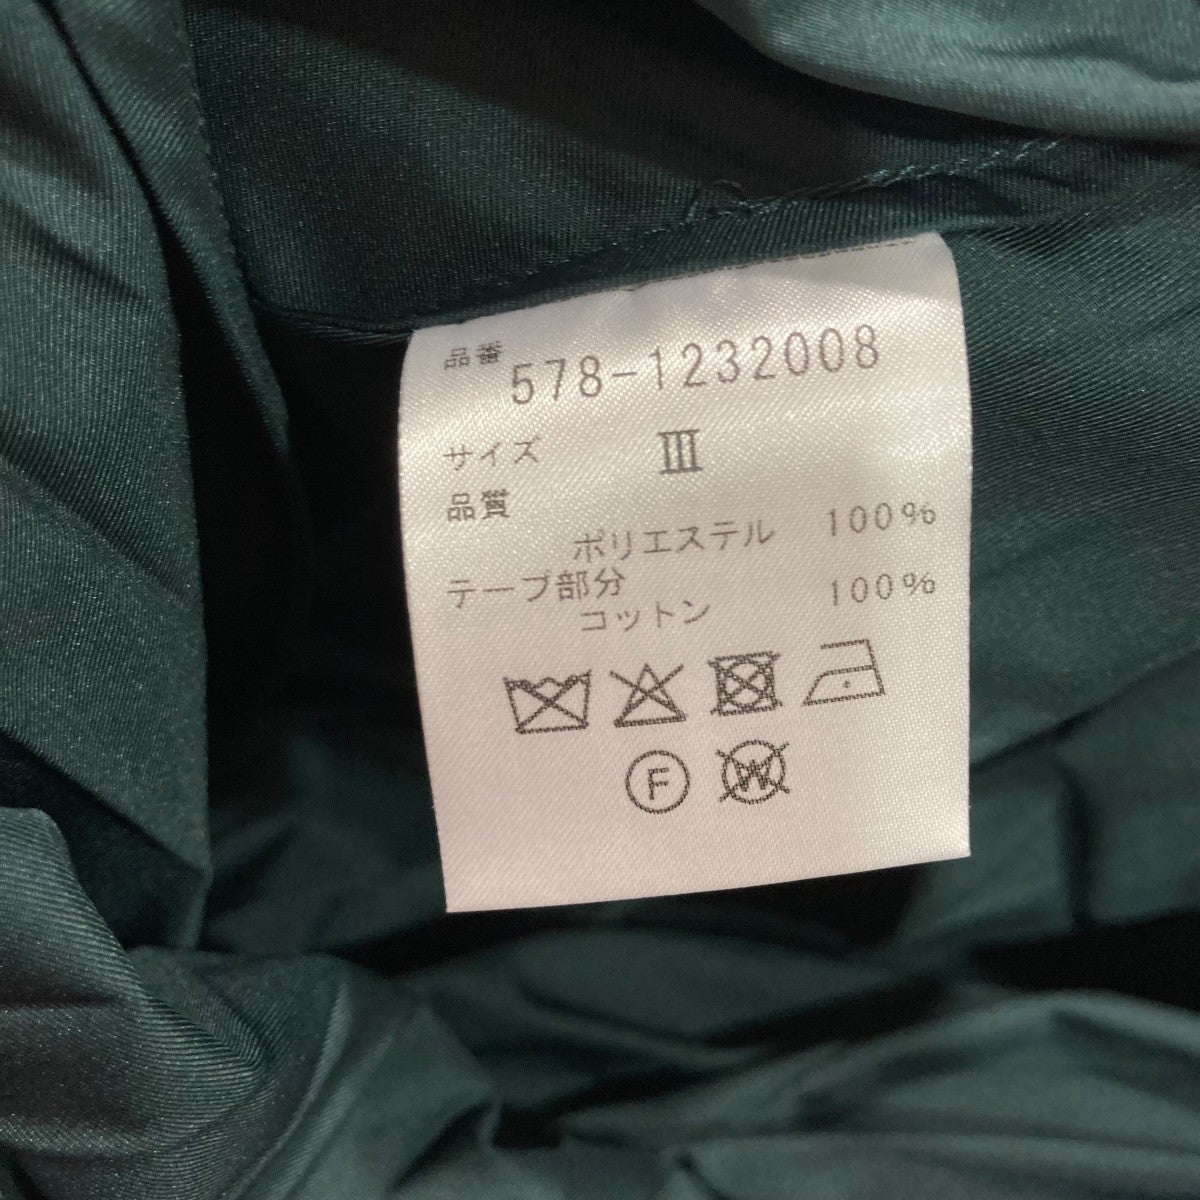 品番 578-1232008
サイズ Ⅲ
品質
ポリエステル 100%
テープ部分
コットン 100%
F W